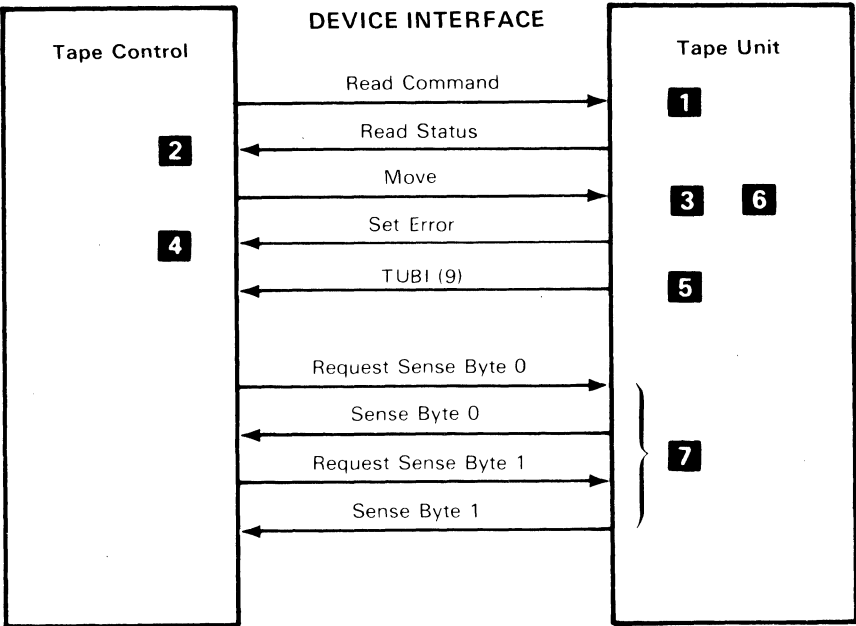 DEVICE INTERFACE
Tape Control
Tape Unit
Read Command
1
Read Status
2
Move
3 6
Set Error
4
TUBI (9)
5
Request Sense Byte 0
Sense Byte 0
Request Sense Byte 1
7
Sense Byte 1